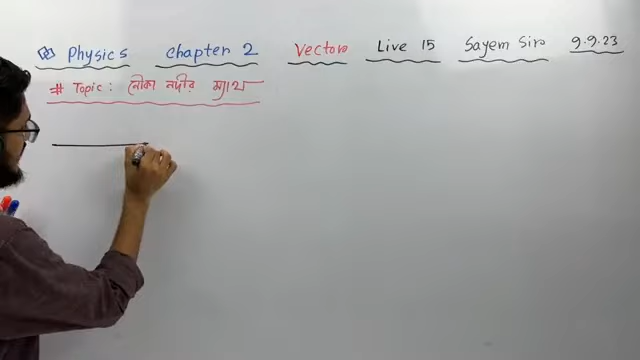 Physics chapter 2 Vector Live 15 Sayem Sir 9.9.23
# Topic: নৌকা নদীর ম্যাথ